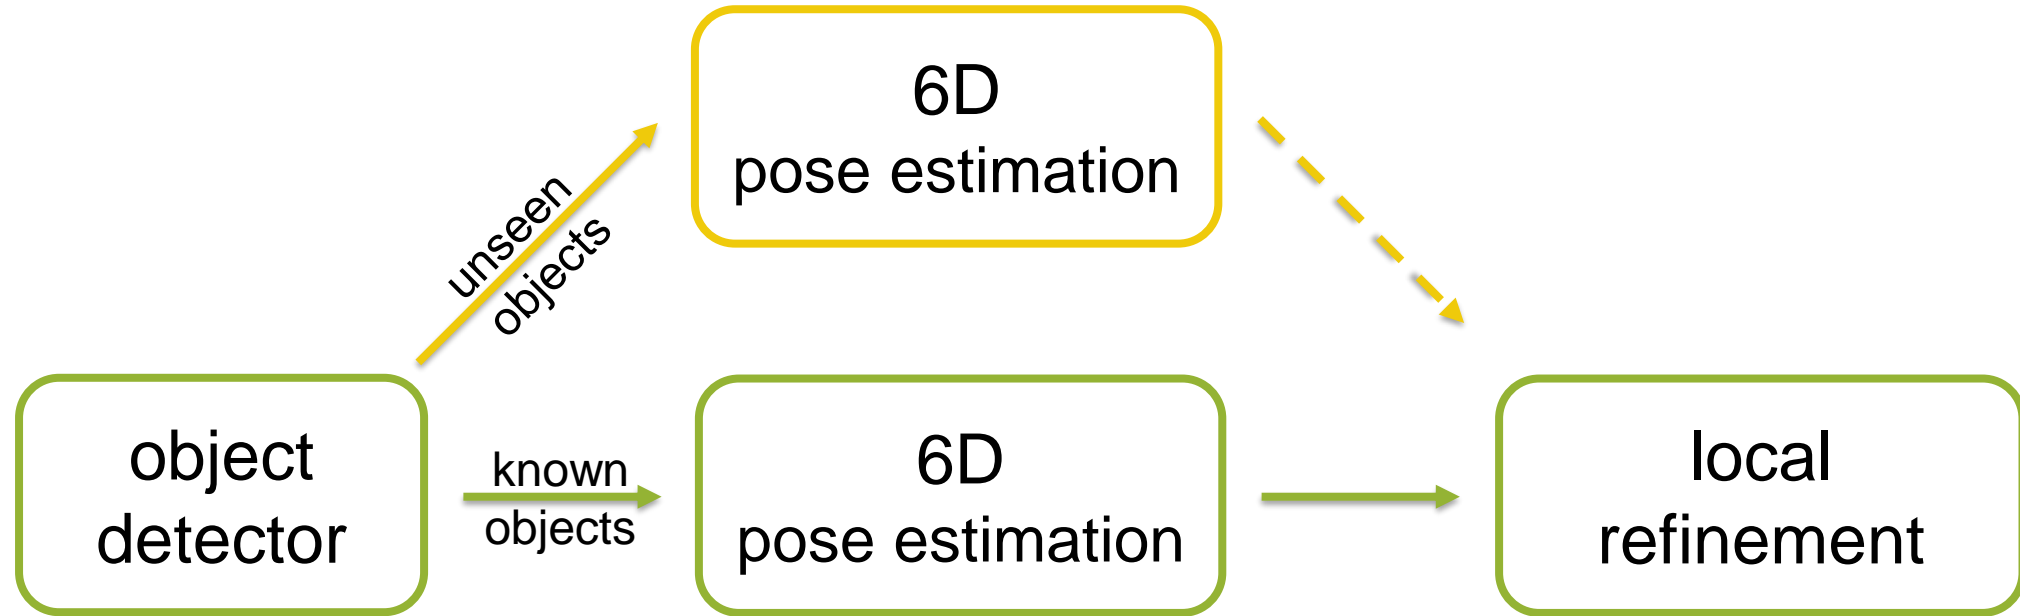 6D
pose estimation
unseen
objects
object
detector
known
objects
6D
pose estimation
local
refinement